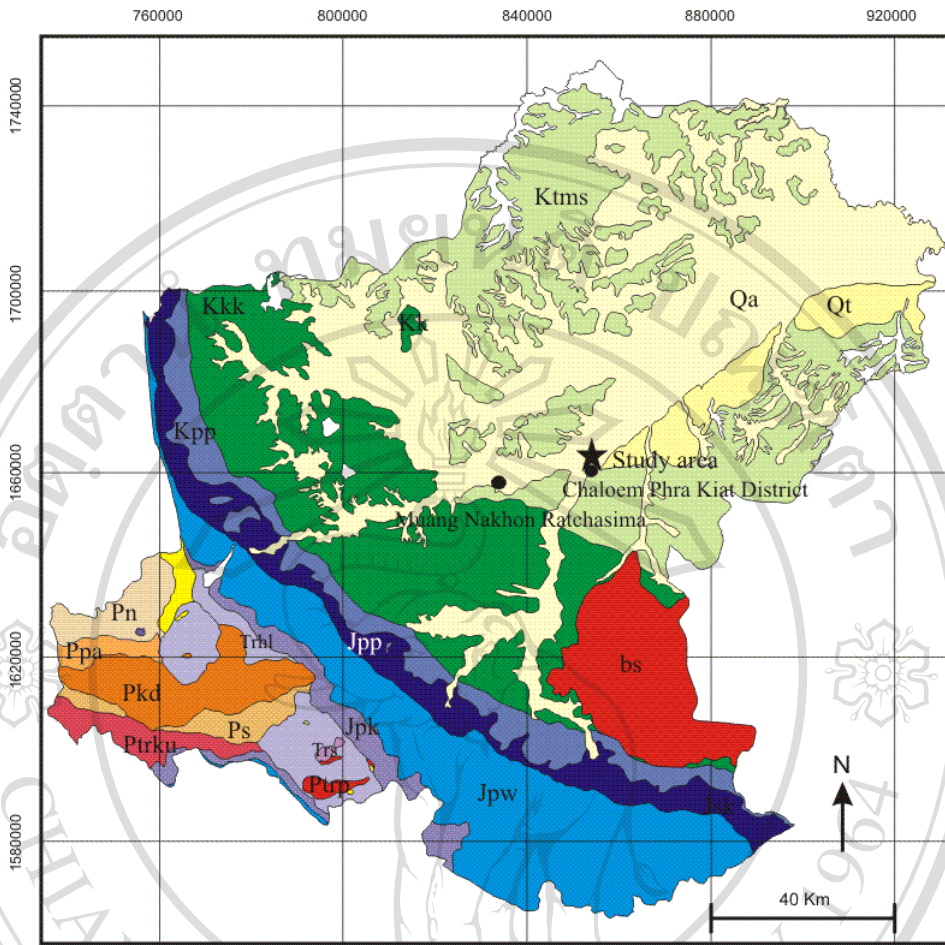 760000 800000 840000 880000 920000
1740000
Ktms
1700000
Kkk
Kk
Qa
Qt
Kpp
1660000
Study area
Chaloem Phra Kiat District
Muang Nakhon Ratchasima
Pn
Ppa
Trhl
Jpp
bs
1620000
Pkd
Ps
Jpk
Ptrku
Trs
Ptrp
Jpw
N
1580000
40 Km
1964